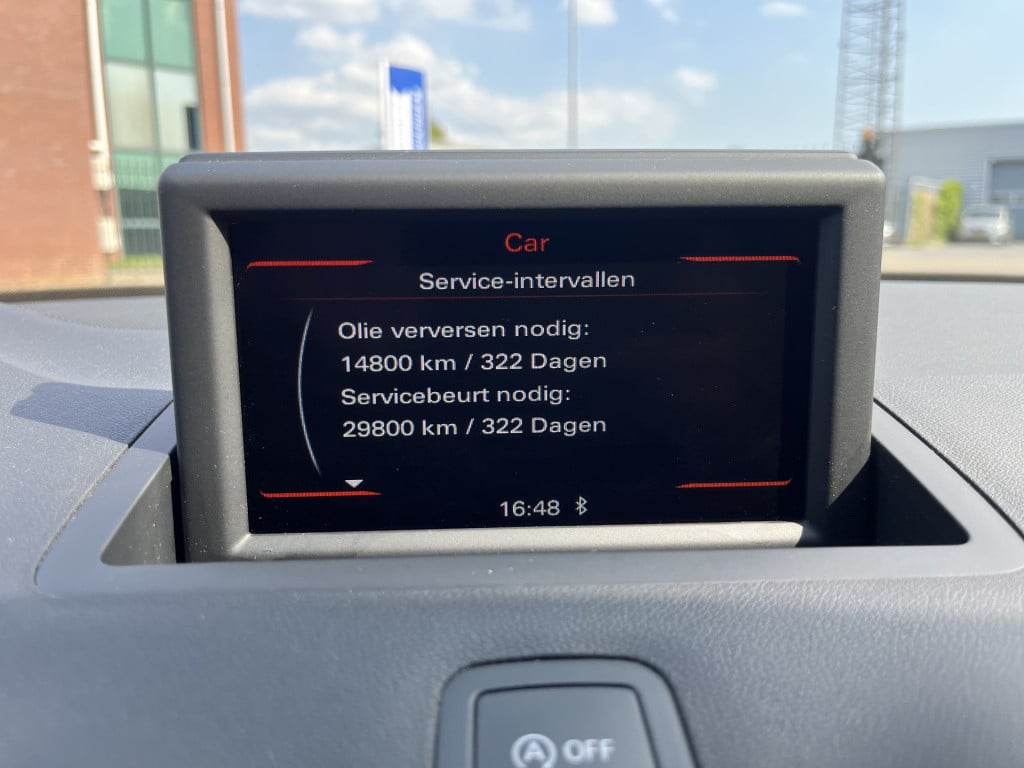 Car
Service-intervallen
Olie verversen nodig:
14800 km / 322 Dagen
Servicebeurt nodig:
29800 km / 322 Dagen
16:48
A OFF